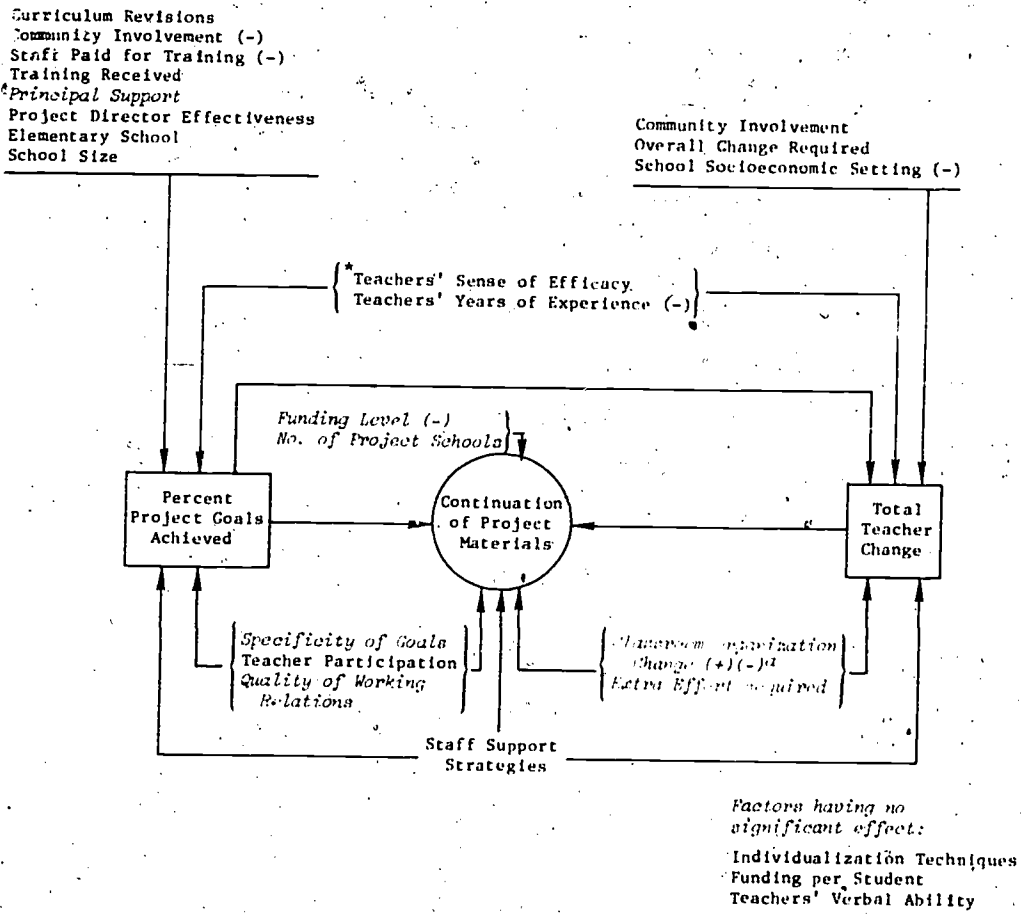 Curriculum Revisions
Community Involvement (-)
Staff Paid for Training (-)
Training Received
Principal Support
Project Director Effectiveness
Elementary School
School Size
Community Involvement
Overall Change Required
School Socioeconomic Setting (-)
*Teachers' Sense of Efficacy
Teachers' Years of Experience (-)
Funding Level (-)
No. of Project Schools
Percent
Project Goals
Achieved
Continuation
of Project
Materials
Total
Teacher
Change
Specificity of Goals
Teacher Participation
Quality of Working
Relations
Classroom organization
Change (+)(-)a
Extra Effort required
Staff Support
Strategies
Factors having no
significant effect:
Individualization Techniques
Funding per Student
Teachers' Verbal Ability